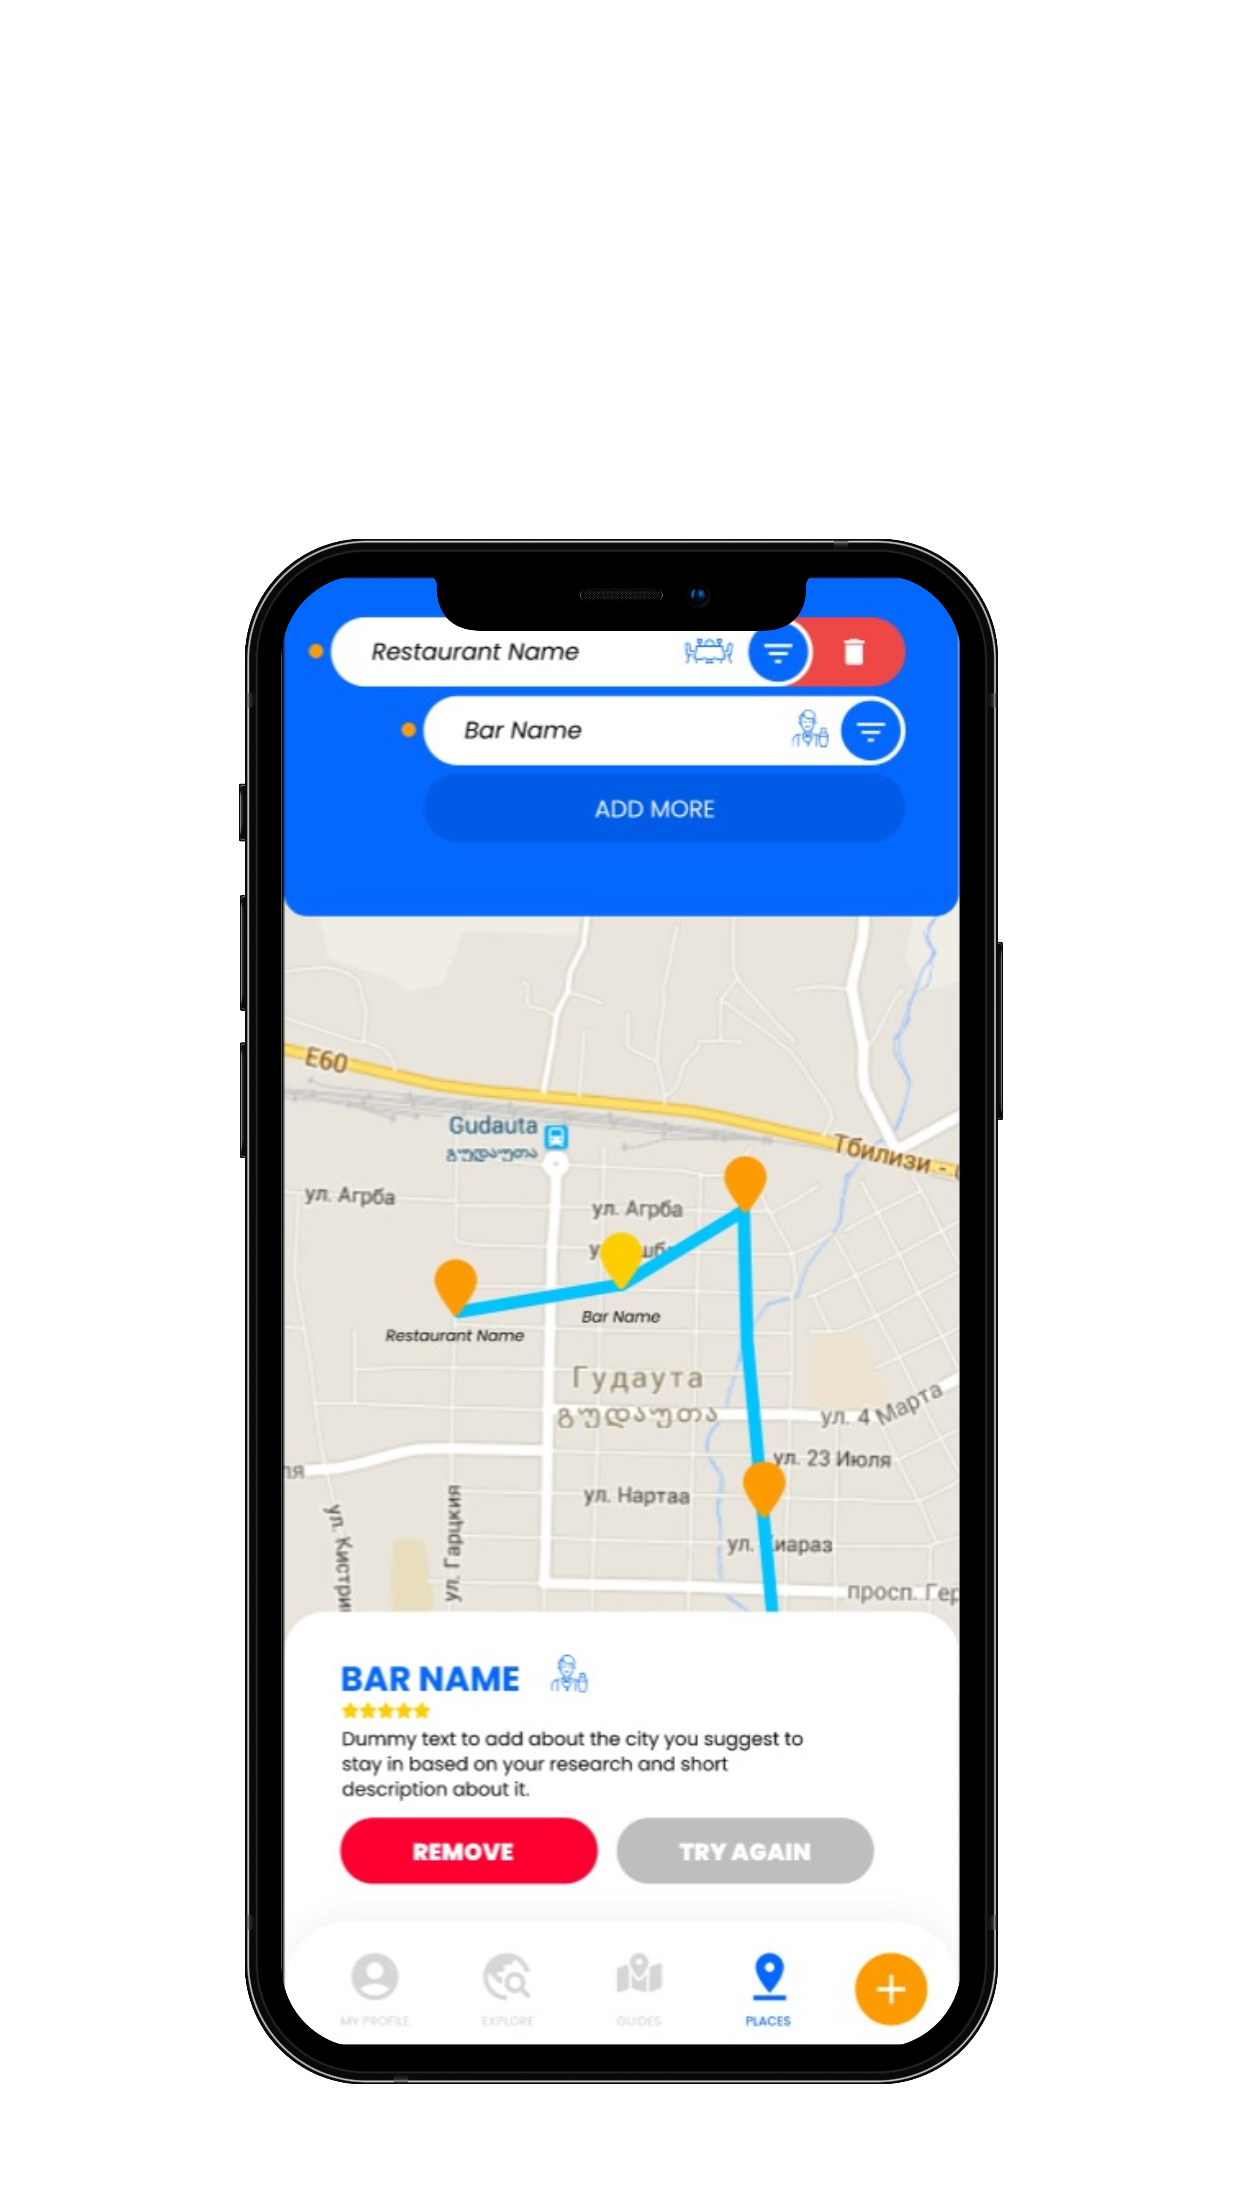 Restaurant Name
Bar Name
ADD MORE
E60
Gudauta
გუდაუთა
Тбилиси -
ул. Агрба
ул. Агрба
Bar Name
Restaurant Name
Гудаута
გუდაუთა
ул. 4 Марта
ул. 23 Июля
ля
ул. Нартаа
ул. Гарцкия
ул. Кистри
ул. иараз
просп. Гер
BAR NAME
Dummy text to add about the city you suggest to
stay in based on your research and short
description about it.
REMOVE
TRY AGAIN
MY PROFILE
EXPLORE
GUIDES
PLACES